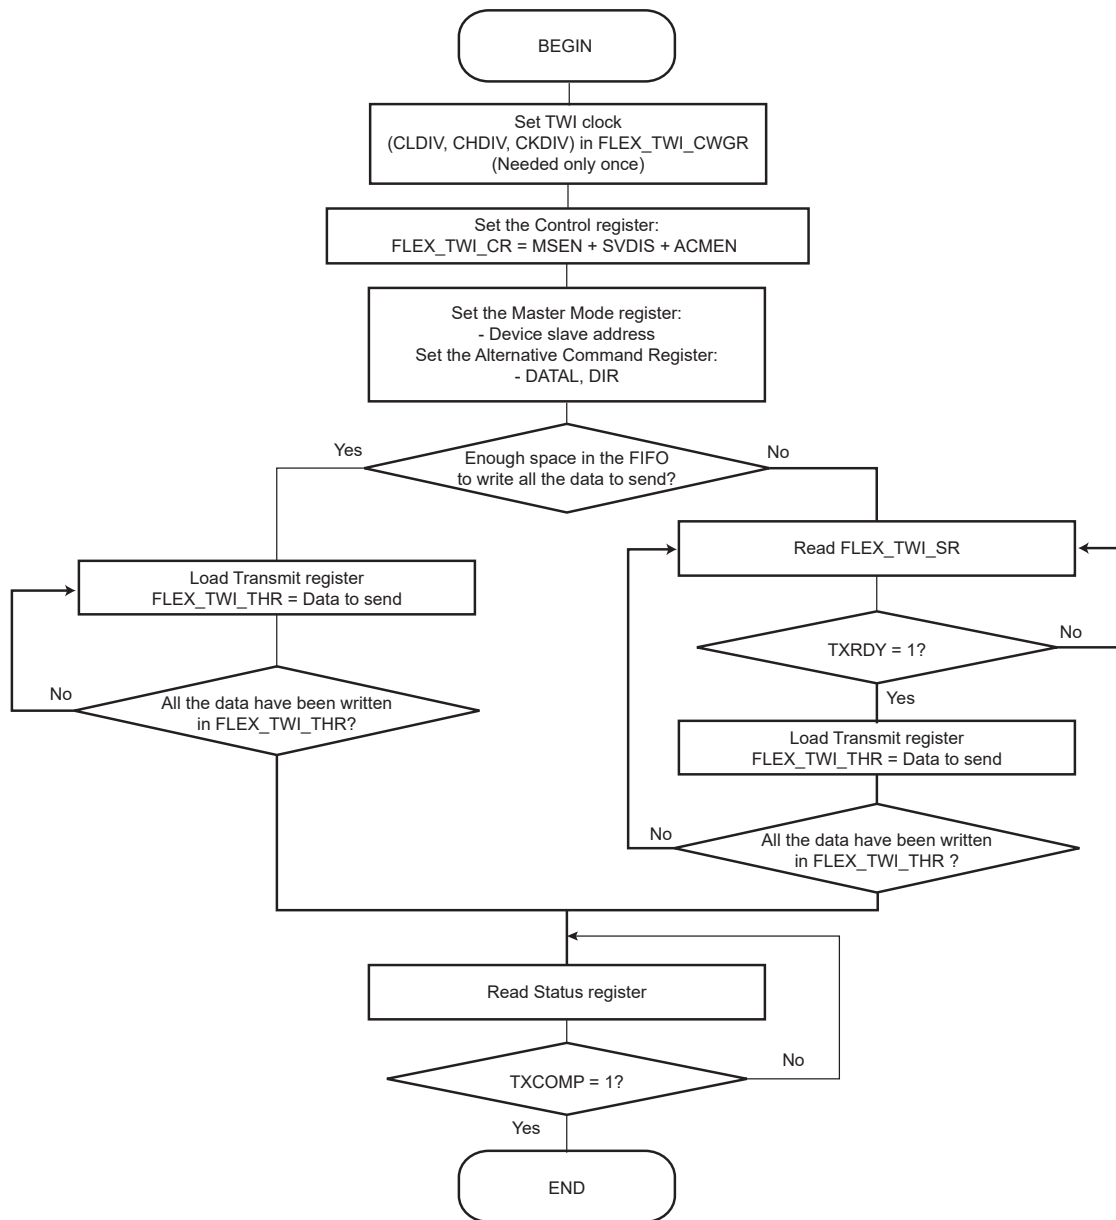 BEGIN
Set TWI clock
(CLDIV, CHDIV, CKDIV) in FLEX_TWI_CWGR
(Needed only once)
Set the Control register:
FLEX_TWI_CR = MSEN + SVDIS + ACMEN
Set the Master Mode register:
- Device slave address
Set the Alternative Command Register:
- DATAL, DIR
Enough space in the FIFO
to write all the data to send?
Yes
No
Load Transmit register
FLEX_TWI_THR = Data to send
All the data have been written
in FLEX_TWI_THR?
No
Read FLEX_TWI_SR
TXRDY = 1?
No
Yes
Load Transmit register
FLEX_TWI_THR = Data to send
All the data have been written
in FLEX_TWI_THR ?
No
Read Status register
TXCOMP = 1?
No
Yes
END